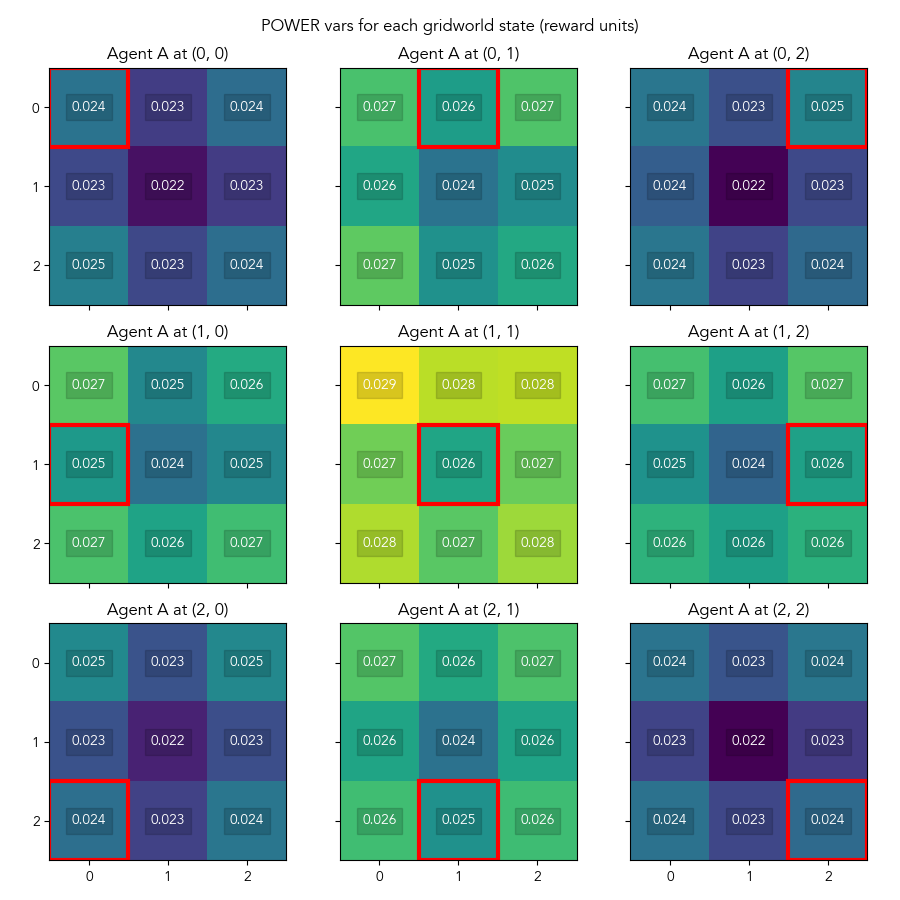 POWER vars for each gridworld state (reward units)
Agent A at (0, 0) Agent A at (0, 1) Agent A at (0, 2)
0 0.024 0.023 0.024 0.027 0.026 0.027 0.024 0.023 0.025
1 0.023 0.022 0.023 0.026 0.024 0.025 0.024 0.022 0.023
2 0.025 0.023 0.024 0.027 0.025 0.026 0.024 0.023 0.024
Agent A at (1, 0) Agent A at (1, 1) Agent A at (1, 2)
0 0.027 0.025 0.026 0.029 0.028 0.028 0.027 0.026 0.027
1 0.025 0.024 0.025 0.027 0.026 0.027 0.025 0.024 0.026
2 0.027 0.026 0.027 0.028 0.027 0.028 0.026 0.026 0.026
Agent A at (2, 0) Agent A at (2, 1) Agent A at (2, 2)
0 0.025 0.023 0.025 0.027 0.026 0.027 0.024 0.023 0.024
1 0.023 0.022 0.023 0.026 0.024 0.026 0.023 0.022 0.023
2 0.024 0.023 0.024 0.026 0.025 0.026 0.024 0.023 0.024
0 1 2 0 1 2 0 1 2